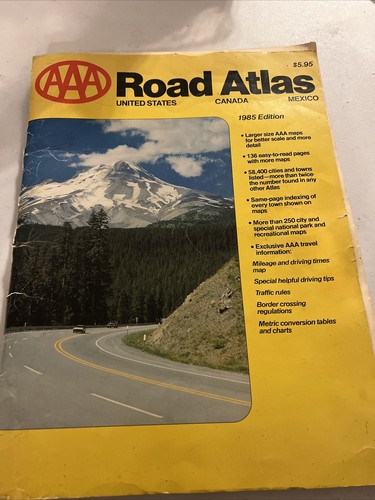 AAA
Road Atlas
$5.95
UNITED STATES CANADA MEXICO
1985 Edition
• Larger size AAA maps
for better scale and more
detail
• 136 easy-to-read pages
with more maps
• 58,400 cities and towns
listed—more than twice
the number found in any
other Atlas
• Same-page indexing of
every town shown on
maps
• More than 250 city and
special national park and
recreational maps
• Exclusive AAA travel
information:
Mileage and driving times
map
Special helpful driving tips
Traffic rules
Border crossing
regulations
Metric conversion tables
and charts